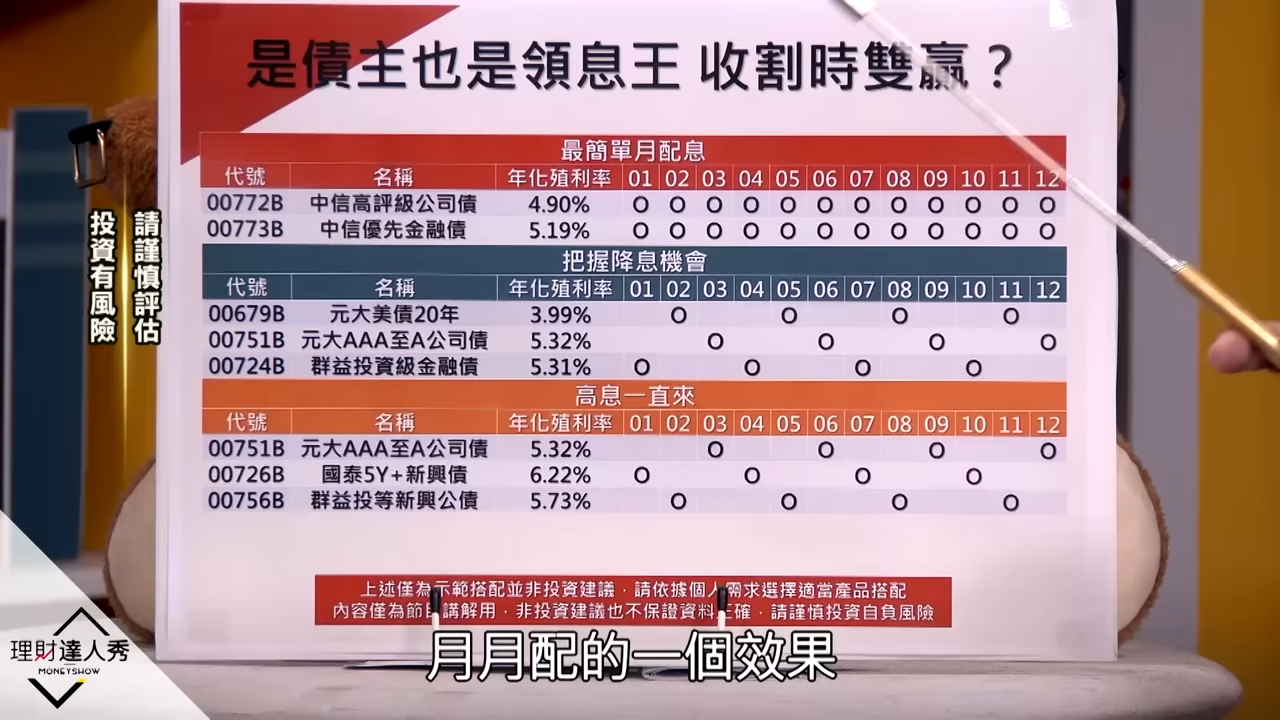 是債主也是領息王 收割時雙贏？
最簡單月配息
代號 名稱 年化殖利率 01 02 03 04 05 06 07 08 09 10 11 12
00772B 中信高評級公司債 4.90% O O O O O O O O O O O O
00773B 中信優先金融債 5.19% O O O O O O O O O O O O
把握降息機會
代號 名稱 年化殖利率 01 02 03 04 05 06 07 08 09 10 11 12
00679B 元大美債20年 3.99% O O O O
00751B 元大AAA至A公司債 5.32% O O O O
00724B 群益投資級金融債 5.31% O O O O
高息一直來
代號 名稱 年化殖利率 01 02 03 04 05 06 07 08 09 10 11 12
00751B 元大AAA至A公司債 5.32% O O O O
00726B 國泰5Y+新興債 6.22% O O O O
00756B 群益投等新興公債 5.73% O O O O
上述僅為示範搭配並非投資建議，請依據個人需求選擇適當產品搭配
內容僅為節目講解用，非投資建議也不保證資料正確，請謹慎投資自負風險
請謹慎評估
投資有風險
理財達人秀
MONEYSHOW
月月配的一個效果